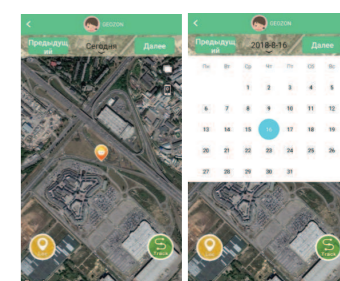 GEOZON
Предыдущ
ий
Сегодня
Далее
Track
GEOZON
Предыдущ
ий
2018-8-16
Далее
Пн Вт Ср Чт Пт Сб Вс
1 2 3 4 5
6 7 8 9 10 11 12
13 14 15 16 17 18 19
20 21 22 23 24 25 26
27 28 29 30 31
Track